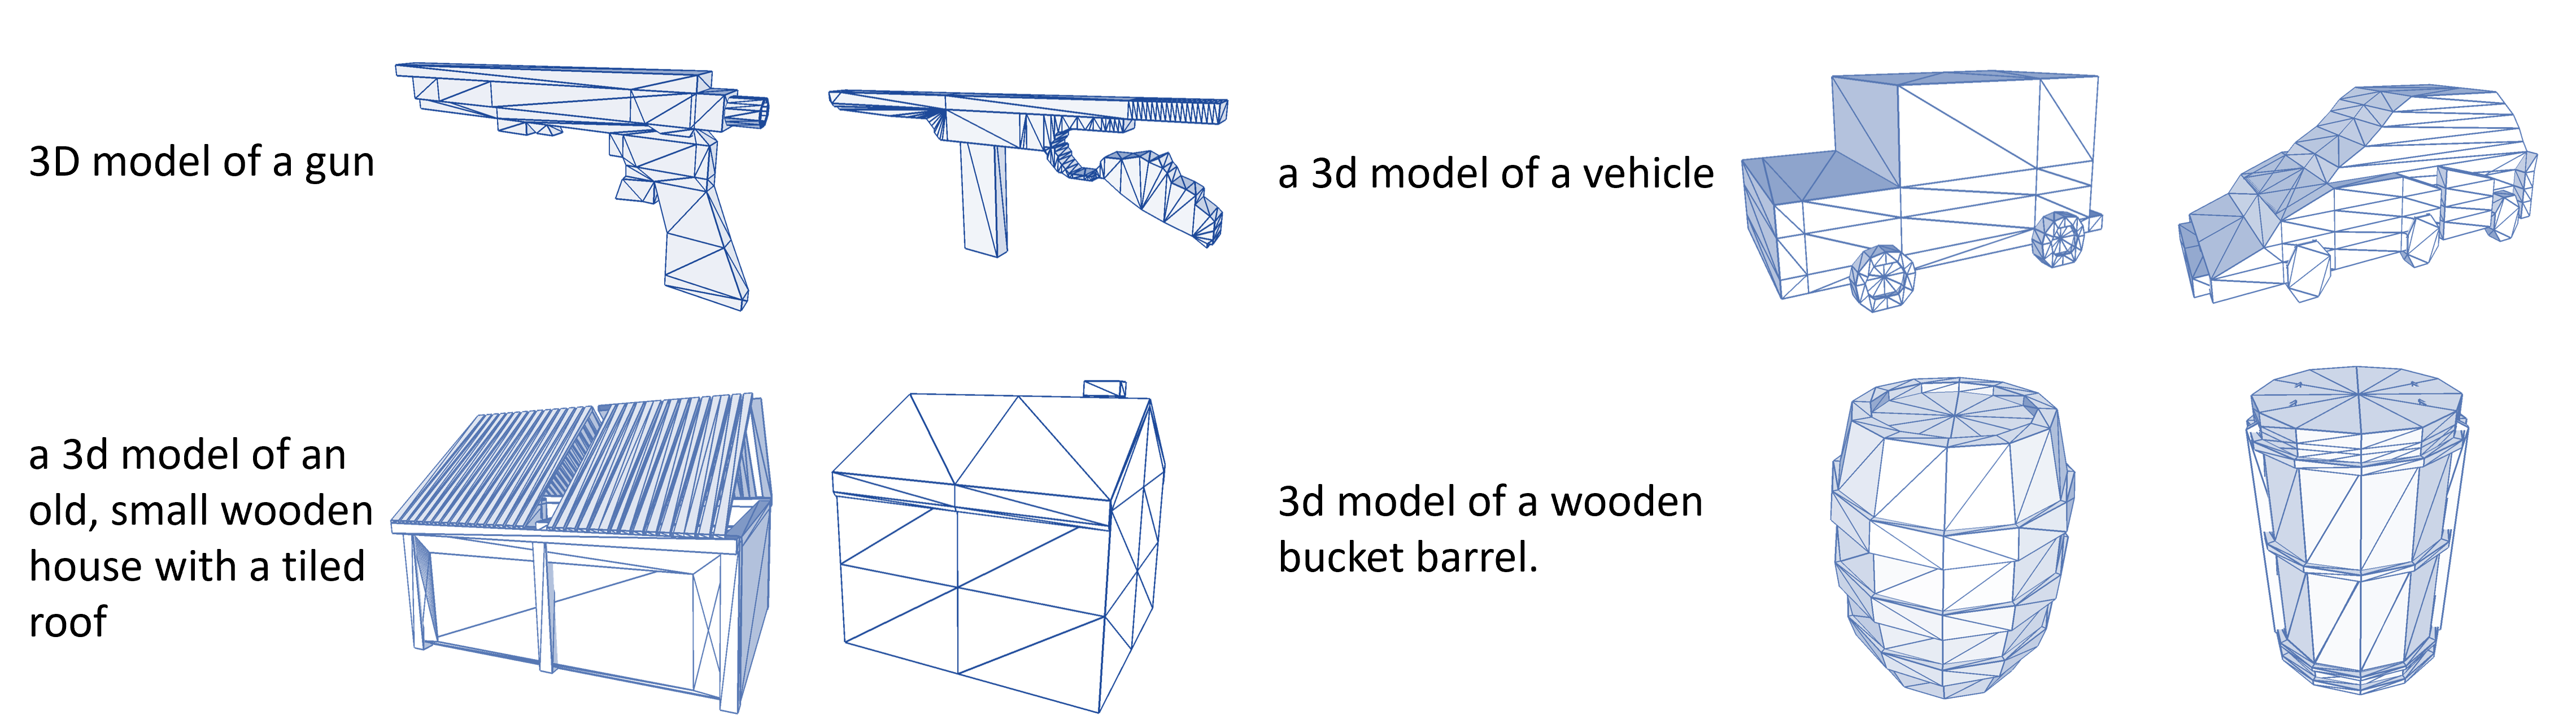 3D model of a gun
a 3d model of a vehicle
a 3d model of an
old, small wooden
house with a tiled
roof
3d model of a wooden
bucket barrel.